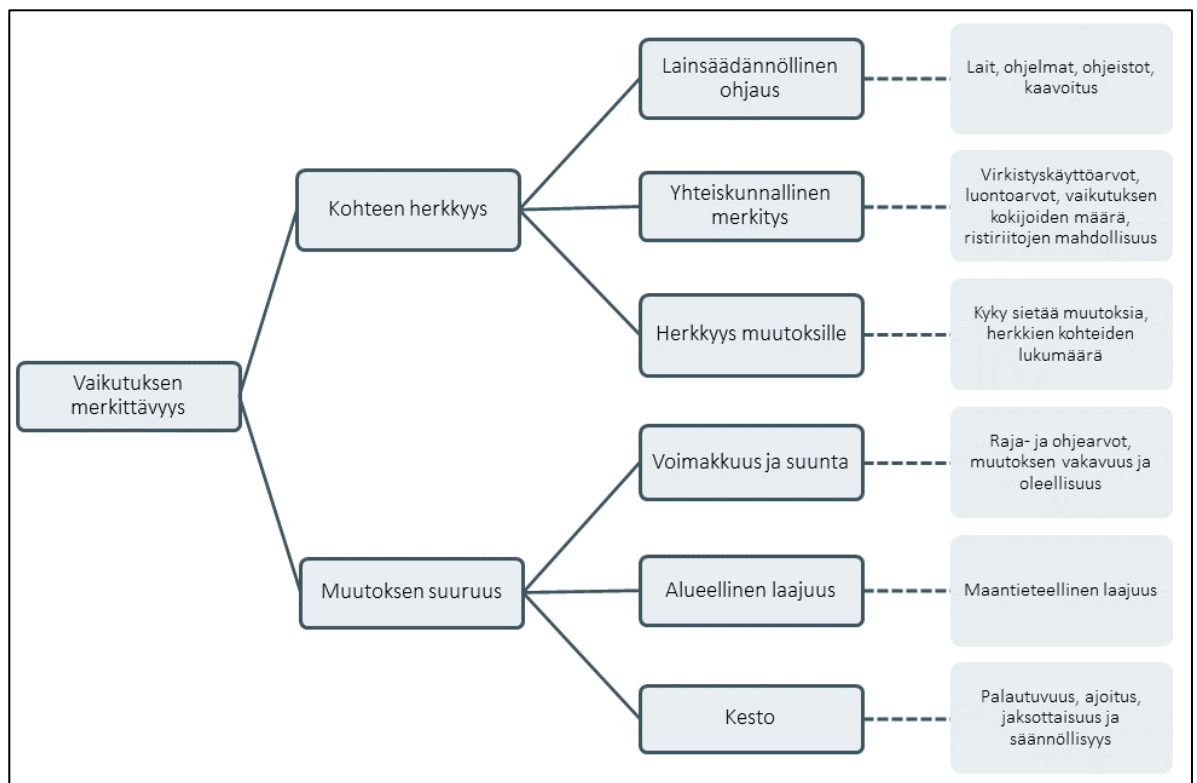 Lainsäädännöllinen
ohjaus
Lait, ohjelmat, ohjeistot,
kaavoitus
Kohteen herkkyys
Yhteiskunnallinen
merkitys
Virkistyskäyttöarvot,
luontoarvot, vaikutuksen
kokijoiden määrä,
ristiriitojen mahdollisuus
Herkkyys muutoksille
Kyky sietää muutoksia,
herkkien kohteiden
lukumäärä
Vaikutuksen
merkittävyys
Voimakkuus ja suunta
Raja- ja ohjearvot,
muutoksen vakavuus ja
oleellisuus
Muutoksen suuruus
Alueellinen laajuus
Maantieteellinen laajuus
Kesto
Palautuvuus, ajoitus,
jaksottaisuus ja
säännöllisyys